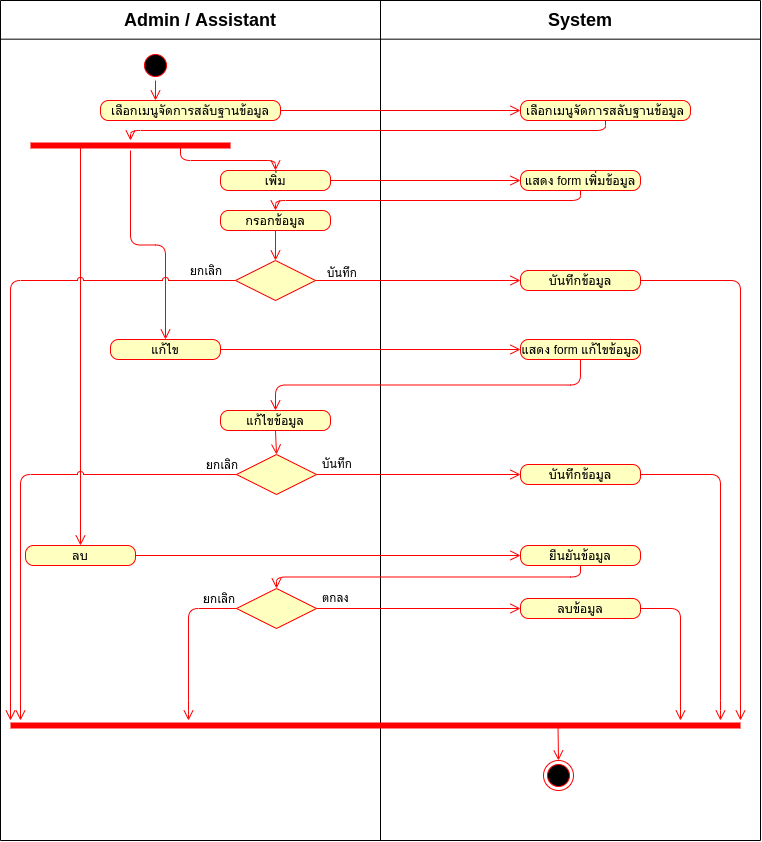 Admin / Assistant
System
เลือกเมนูจัดการสลับฐานข้อมูล
เลือกเมนูจัดการสลับฐานข้อมูล
เพิ่ม
แสดง form เพิ่มข้อมูล
กรอกข้อมูล
ยกเลิก
บันทึก
บันทึกข้อมูล
แก้ไข
แสดง form แก้ไขข้อมูล
แก้ไขข้อมูล
ยกเลิก
บันทึก
บันทึกข้อมูล
ลบ
ยืนยันข้อมูล
ยกเลิก
ตกลง
ลบข้อมูล